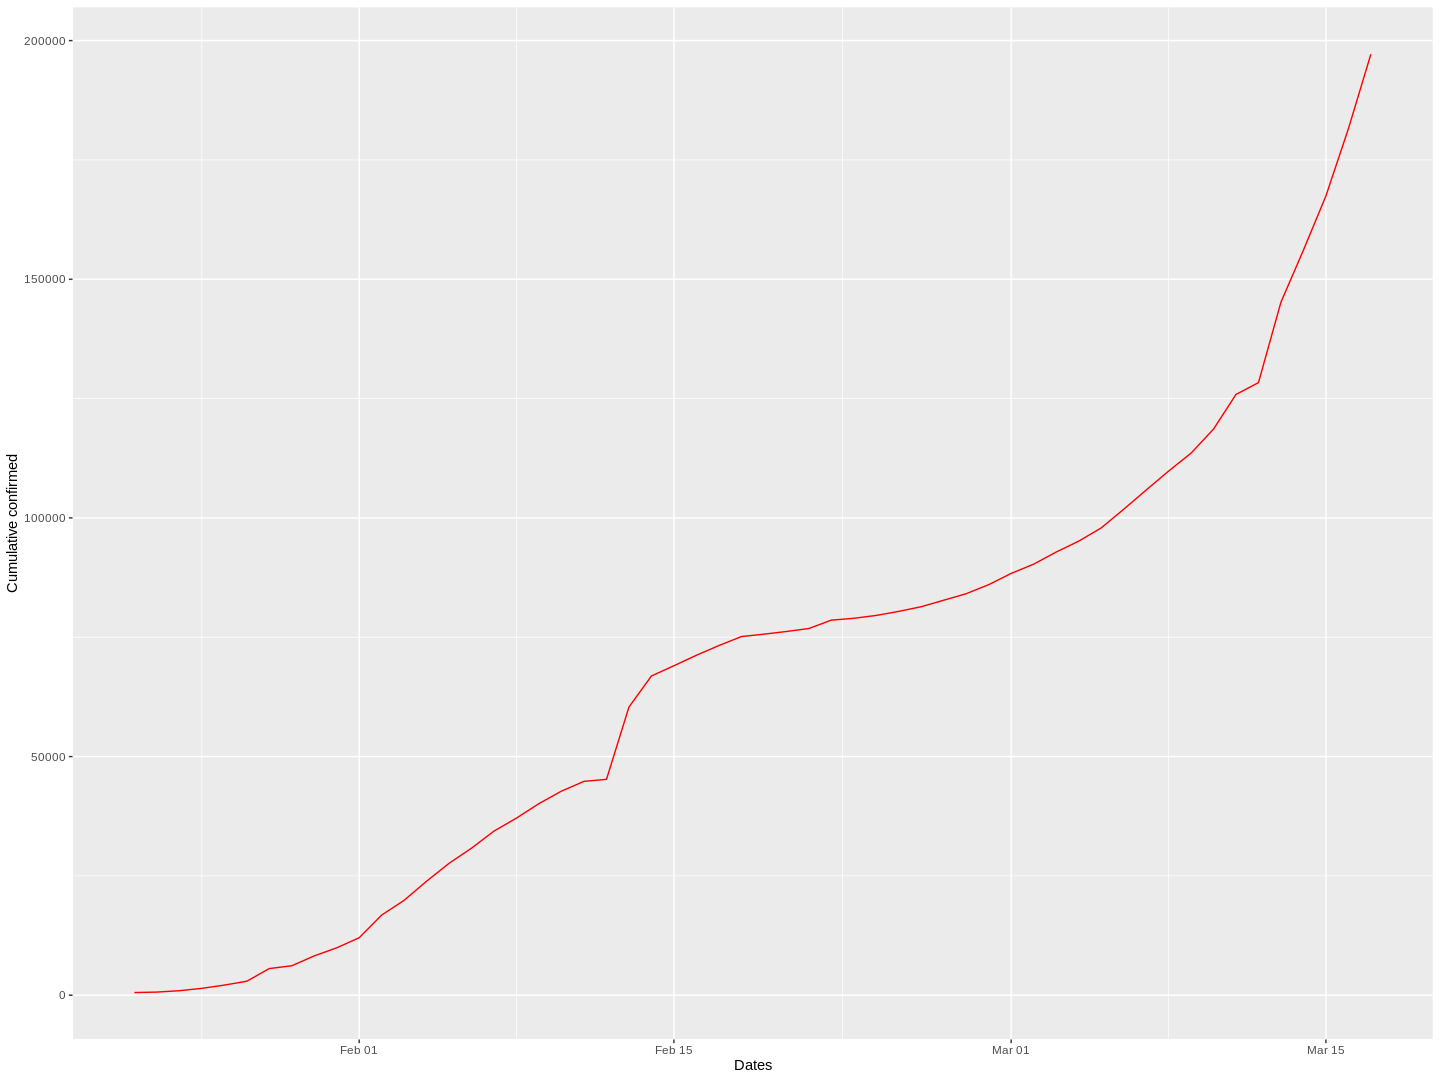 Cumulative confirmed
200000
150000
100000
50000
0
Feb 01
Feb 15
Mar 01
Mar 15
Dates